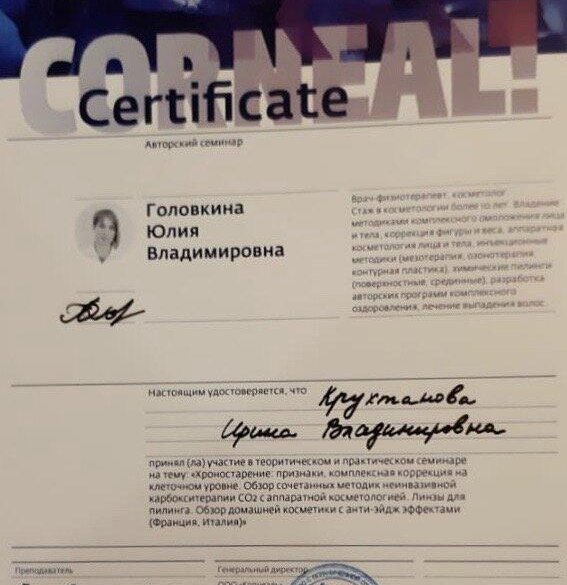 CORNEAL!
Certificate
Авторский семинар
Головкина
Юлия
Владимировна
Врач-физиотерапевт, косметолог.
Стаж в косметологии более 10 лет. Владение
методиками комплексного омоложения лица
и тела, коррекция фигуры и веса, аппаратная
косметология лица и тела, инъекционные
методики (мезотерапия, озонотерапия,
контурная пластика), химические пилинги
(поверхностные, срединные), разработка
авторских программ комплексного
оздоровления, лечение выпадения волос.
Настоящим удостоверяется, что Крухтанова
Ирина Владимировна
принял (ла) участие в теоритическом и практическом семинаре
на тему: «Хроностарение: признаки, комплексная коррекция на
клеточном уровне. Обзор сочетанных методик неинвазивной
карбокситерапии CO2 с аппаратной косметологией. Линзы для
пилинга. Обзор домашней косметики с анти-эйдж эффектами
(Франция, Италия)»
Преподаватель
Генеральный директор